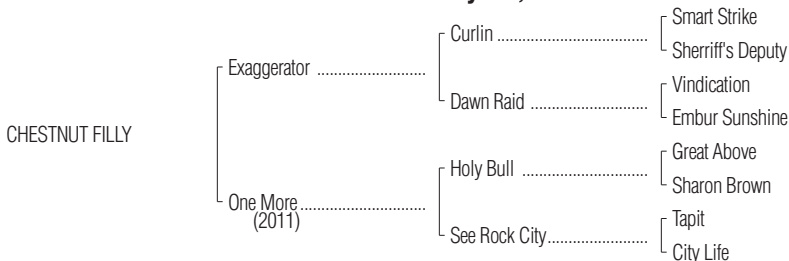 Smart Strike
Curlin ..............................................
Sherriff's Deputy
Exaggerator .................................
Vindication
Dawn Raid ....................................
Embur Sunshine
CHESTNUT FILLY
Great Above
Holy Bull ......................................
Sharon Brown
One More ......................................
(2011)
Tapit
See Rock City...............................
City Life